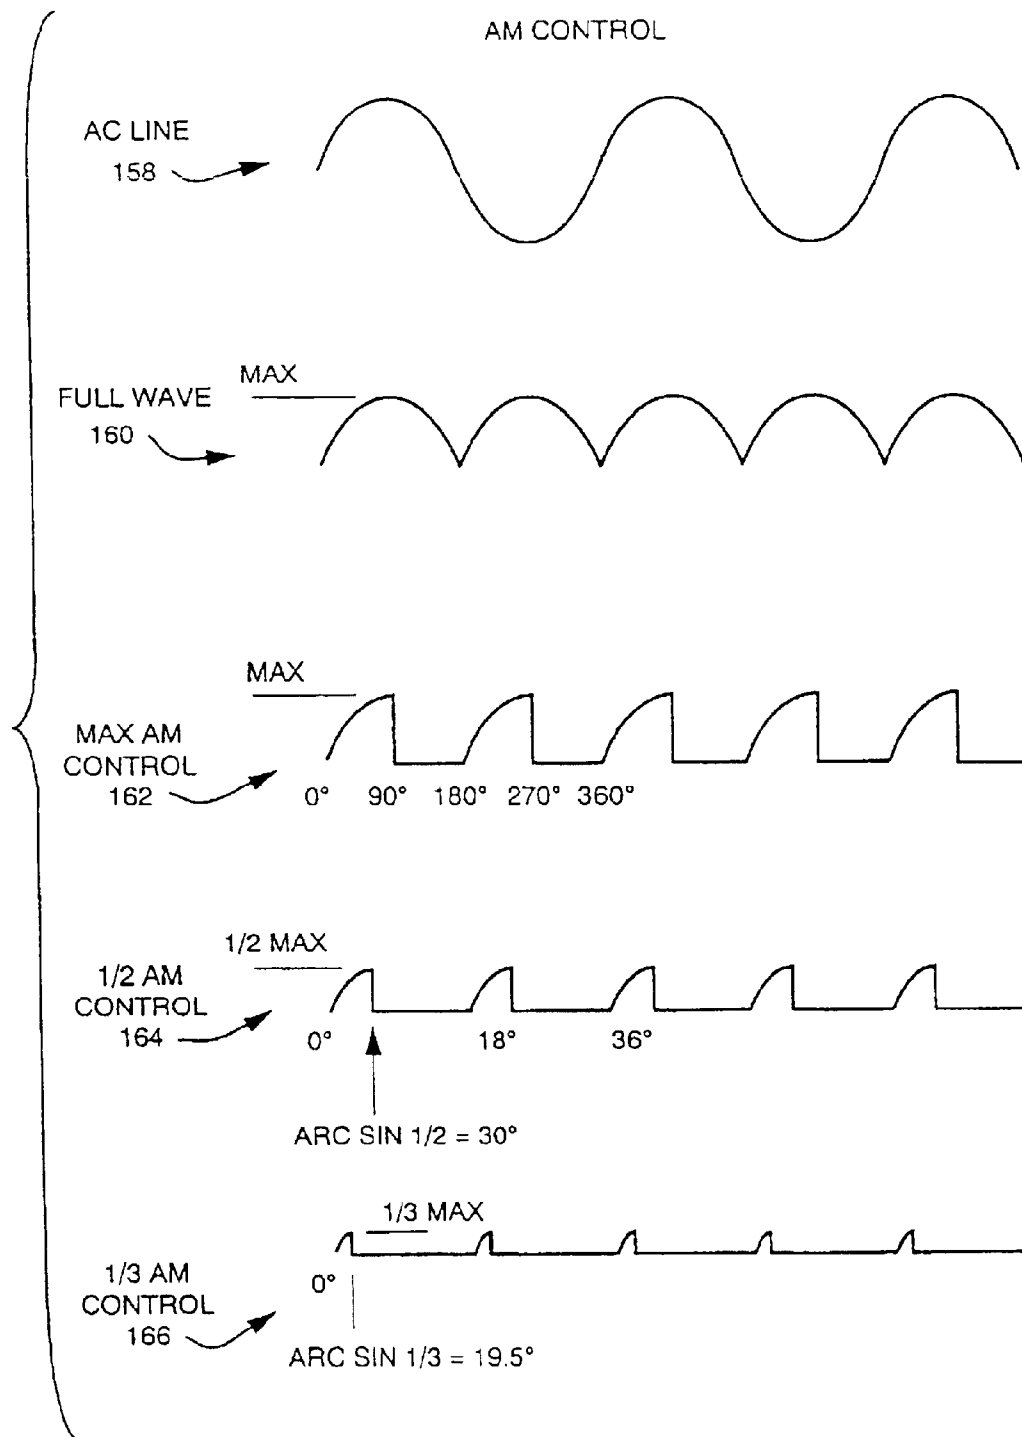 AM CONTROL
AC LINE
158
MAX
FULL WAVE
160
MAX
MAX AM
CONTROL
162
0° 90° 180° 270° 360°
1/2 MAX
1/2 AM
CONTROL
164
0° 18° 36°
ARC SIN 1/2 = 30°
1/3 MAX
0°
1/3 AM
CONTROL
166
ARC SIN 1/3 = 19.5°